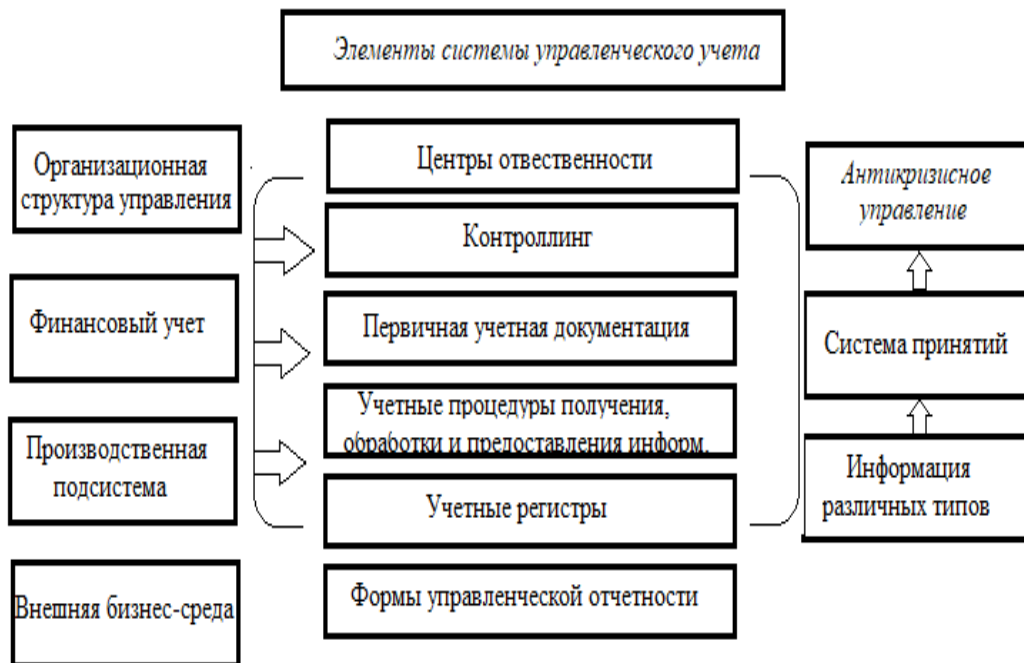 Элементы системы управленческого учета
Организационная
структура управления
Финансовый учет
Производственная
подсистема
Внешняя бизнес-среда
Центры отвественности
Контроллинг
Первичная учетная документация
Учетные процедуры получения,
обработки и предоставления информ.
Учетные регистры
Формы управленческой отчетности
Антикризисное
управление
Система принятий
Информация
различных типов